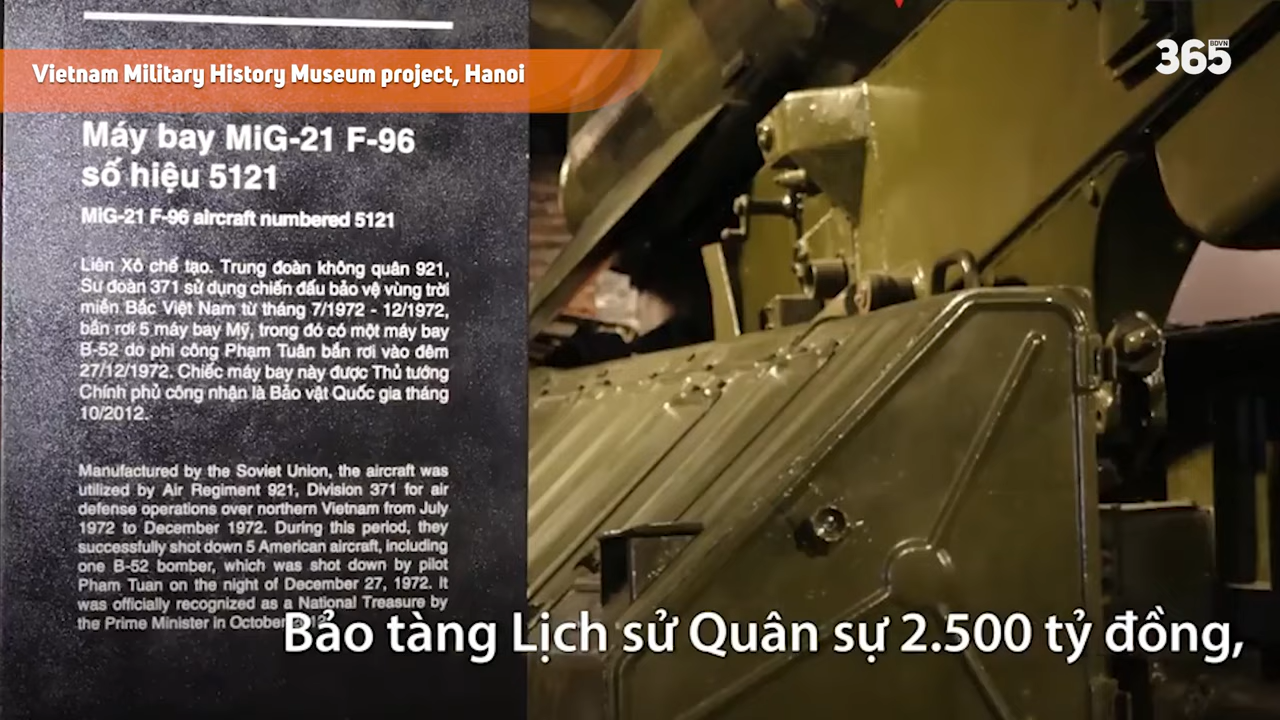 Vietnam Military History Museum project, Hanoi
365
BDVN
Máy bay MiG-21 F-96
số hiệu 5121
MiG-21 F-96 aircraft numbered 5121
Liên Xô chế tạo. Trung đoàn không quân 921,
Sư đoàn 371 sử dụng chiến đấu bảo vệ vùng trời
miền Bắc Việt Nam từ tháng 7/1972 - 12/1972,
bắn rơi 5 máy bay Mỹ, trong đó có một máy bay
B-52 do phi công Phạm Tuân bắn rơi vào đêm
27/12/1972. Chiếc máy bay này được Thủ tướng
Chính phủ công nhận là Bảo vật Quốc gia tháng
10/2012.
Manufactured by the Soviet Union, the aircraft was
utilized by Air Regiment 921, Division 371 for air
defense operations over northern Vietnam from July
1972 to December 1972. During this period, they
successfully shot down 5 American aircraft, including
one B-52 bomber, which was shot down by pilot
Pham Tuan on the night of December 27, 1972. It
was officially recognized as a National Treasure by
the Prime Minister in October
Bảo tàng Lịch sử Quân sự 2.500 tỷ đồng,